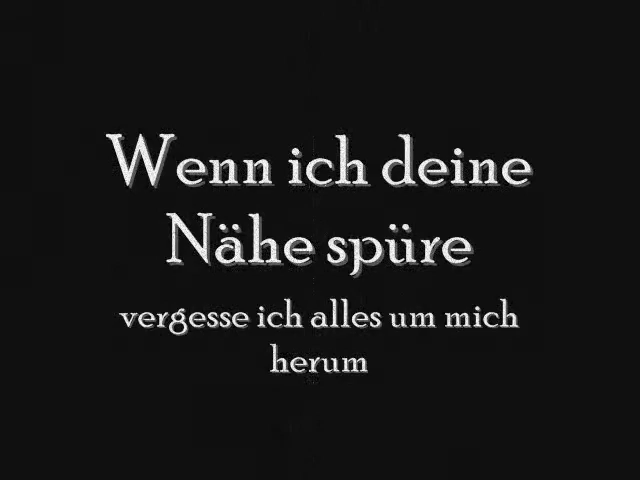 Wenn ich deine
Nähe spüre
vergesse ich alles um mich
herum